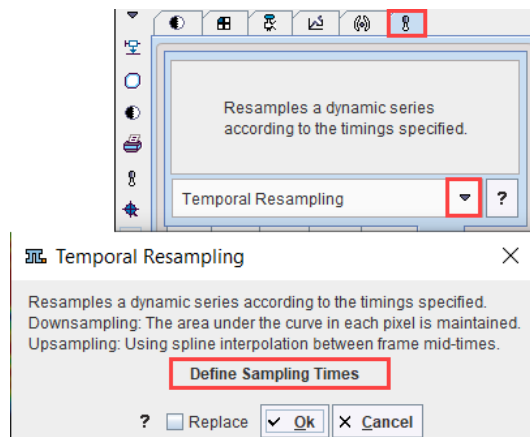 Resamples a dynamic series
according to the timings specified.
Temporal Resampling
?
Temporal Resampling
Resamples a dynamic series according to the timings specified.
Downsampling: The area under the curve in each pixel is maintained.
Upsampling: Using spline interpolation between frame mid-times.
Define Sampling Times
? Replace Ok Cancel